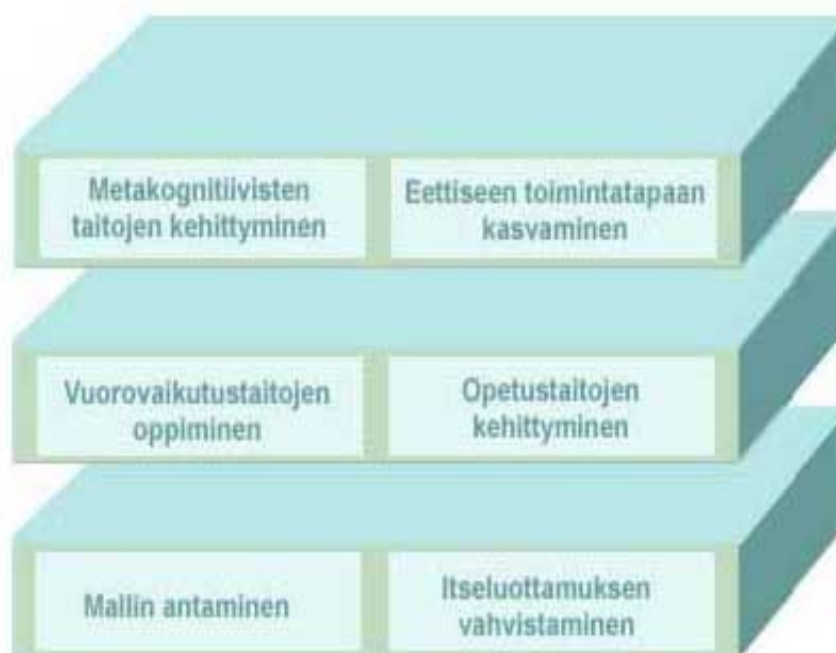 Metakognitiivisten
taitojen kehittyminen
Eettiseen toimintatapaan
kasvaminen
Vuorovaikutustaitojen
oppiminen
Opetustaitojen
kehittyminen
Mallin antaminen
Itseluottamuksen
vahvistaminen